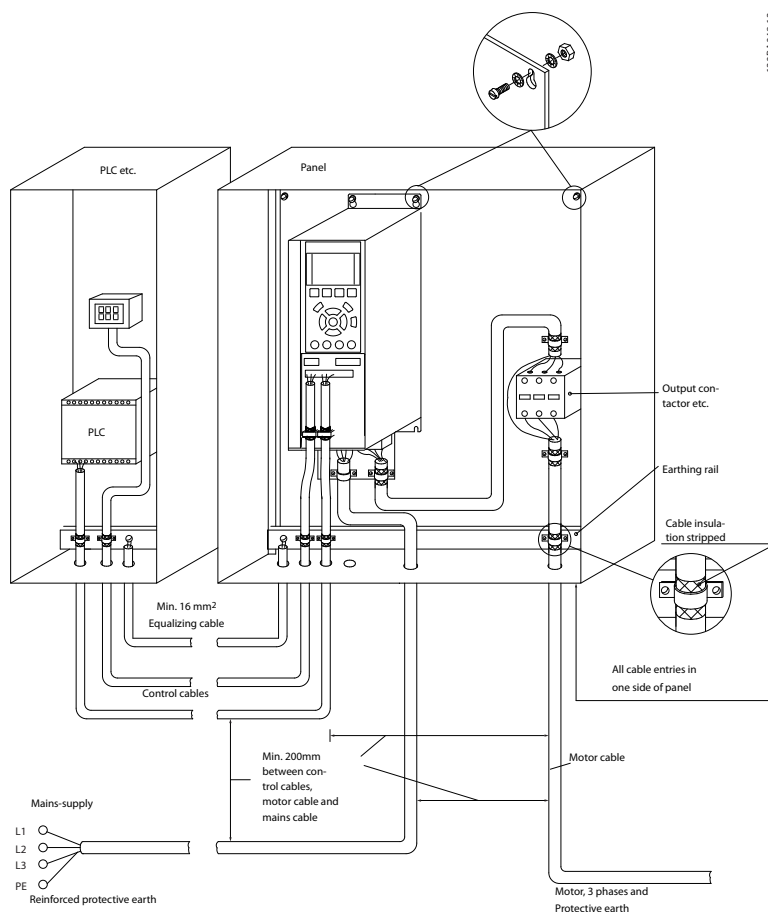 PLC etc.
Panel
PLC
Output con-
tactor etc.
Earthing rail
Cable insula-
tion stripped
Min. 16 mm²
Equalizing cable
Control cables
All cable entries in
one side of panel
Min. 200mm
between con-
trol cables,
motor cable and
mains cable
Motor cable
Mains-supply
L1
L2
L3
PE
Reinforced protective earth
Motor, 3 phases and
Protective earth